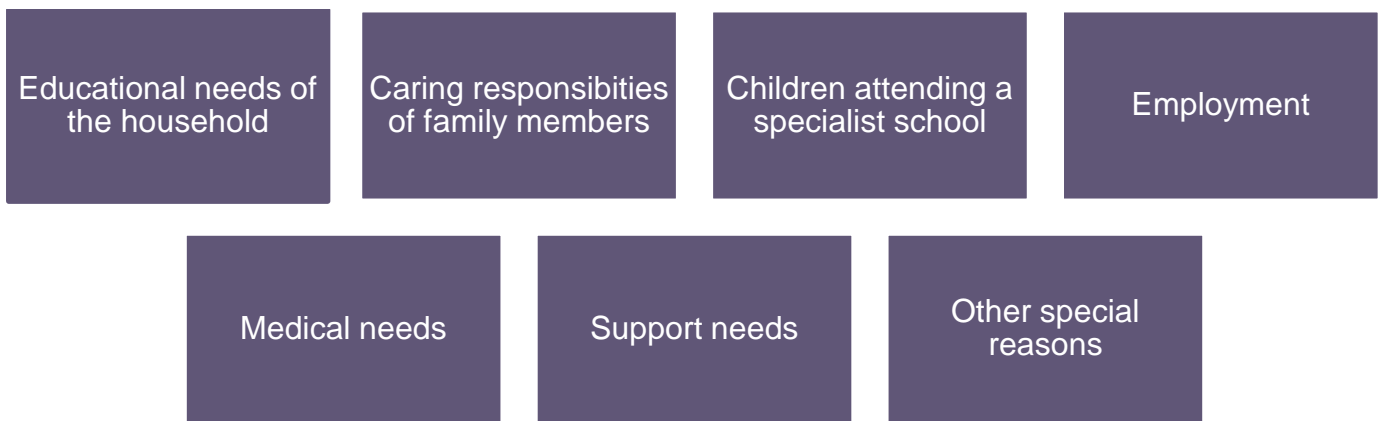 Educational needs of
the household
Caring responsibities
of family members
Children attending a
specialist school
Employment
Medical needs
Support needs
Other special
reasons